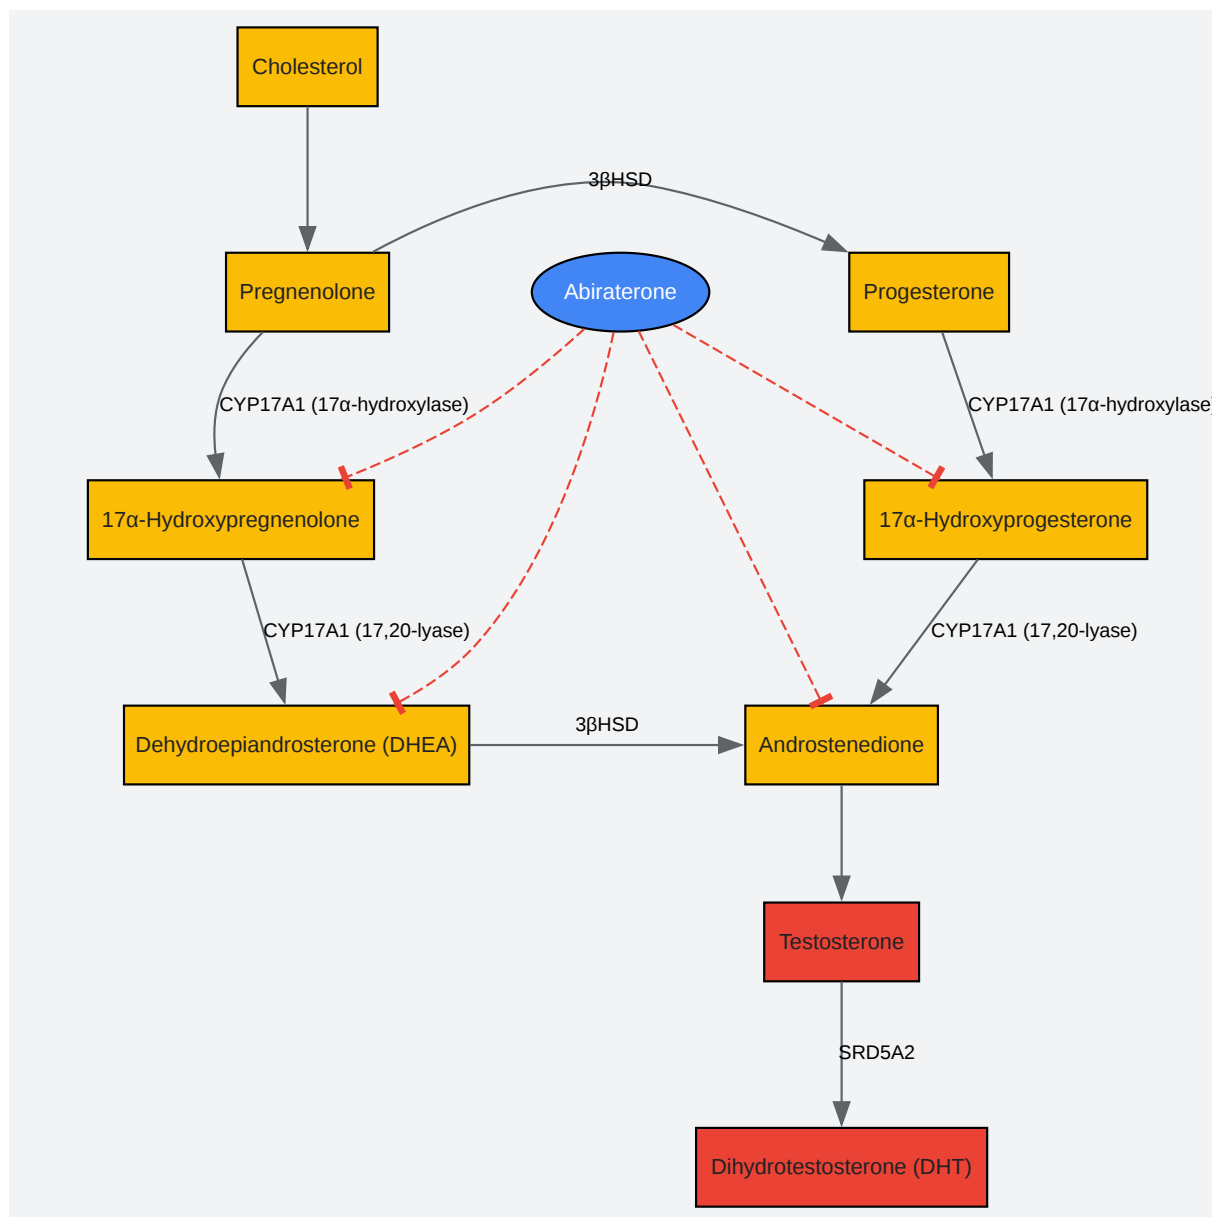 Cholesterol
3βHSD
Pregnenolone
Abiraterone
Progesterone
CYP17A1 (17α-hydroxylase)
CYP17A1 (17α-hydroxylase)
17α-Hydroxypregnenolone
17α-Hydroxyprogesterone
CYP17A1 (17,20-lyase)
CYP17A1 (17,20-lyase)
3βHSD
Dehydroepiandrosterone (DHEA)
Androstenedione
Testosterone
SRD5A2
Dihydrotestosterone (DHT)